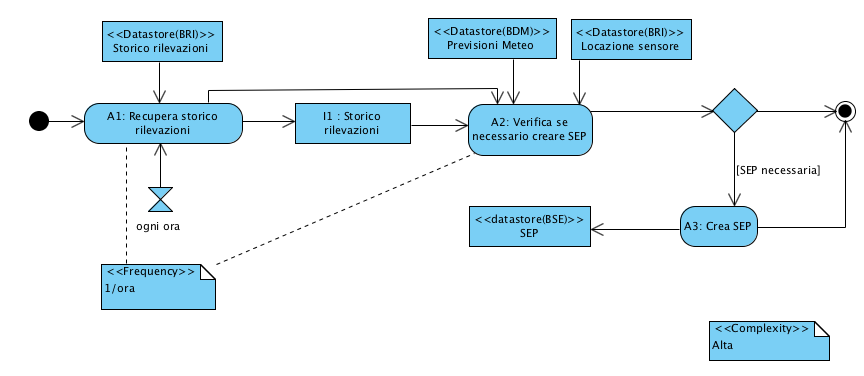 <<Datastore(BRI)>>
Storico rilevazioni
<<Datastore(BDM)>>
Previsioni Meteo
<<Datastore(BRI)>>
Locazione sensore
A1: Recupera storico
rilevazioni
I1 : Storico
rilevazioni
A2: Verifica se
necessario creare SEP
[SEP necessaria]
ogni ora
<<datastore(BSE)>>
SEP
A3: Crea SEP
<<Frequency>>
1/ora
<<Complexity>>
Alta